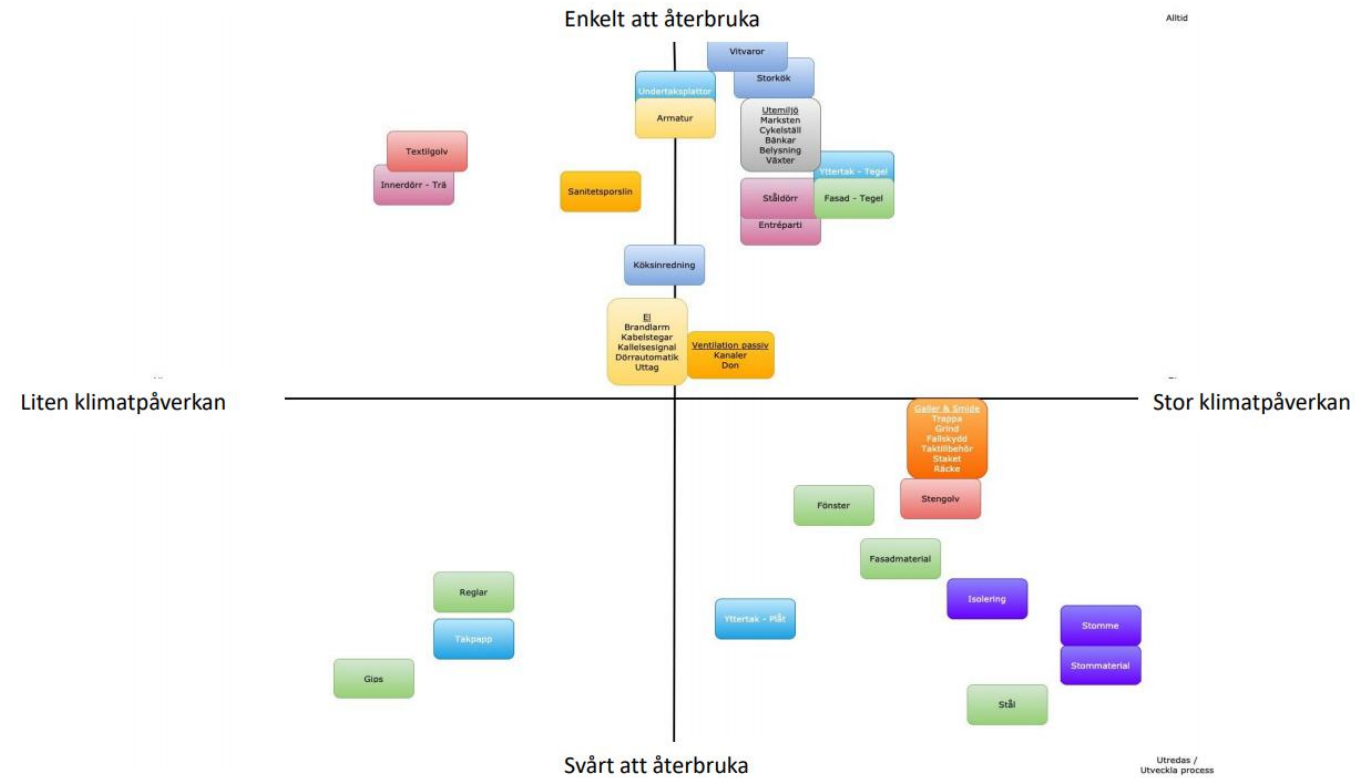 Enkelt att återbruka
Alltid
Vitvaror
Storkök
Undertaksplattor
Armatur
Utemiljö
Marksten
Cykelställ
Bänkar
Belysning
Växter
Textilgolv
Innerdörr - Trä
Sanitetsporslin
Yttertak - Tegel
Ståldörr
Fasad - Tegel
Entréparti
Köksinredning
El
Brandlarm
Kabelstegar
Kallelsesignal
Dörrautomatik
Uttag
Ventilation passiv
Kanaler
Don
Liten klimatpåverkan
Stor klimatpåverkan
Galler & Smide
Trappa
Grind
Fallskydd
Taktillbehör
Staket
Räcke
Fönster
Stengolv
Fasadmaterial
Isolering
Reglar
Takpapp
Gips
Yttertak - Plåt
Stomme
Stommaterial
Stål
Svårt att återbruka
Utredas /
Utveckla process